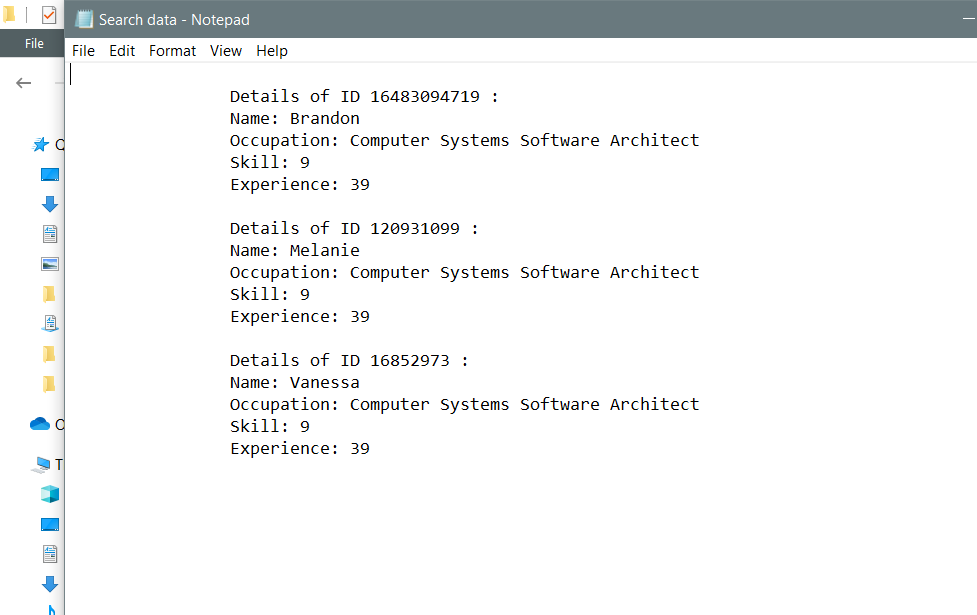 Search data - Notepad
File
File Edit Format View Help
Details of ID 16483094719 :
Name: Brandon
Occupation: Computer Systems Software Architect
Skill: 9
Experience: 39
Details of ID 120931099 :
Name: Melanie
Occupation: Computer Systems Software Architect
Skill: 9
Experience: 39
Details of ID 16852973 :
Name: Vanessa
Occupation: Computer Systems Software Architect
Skill: 9
Experience: 39